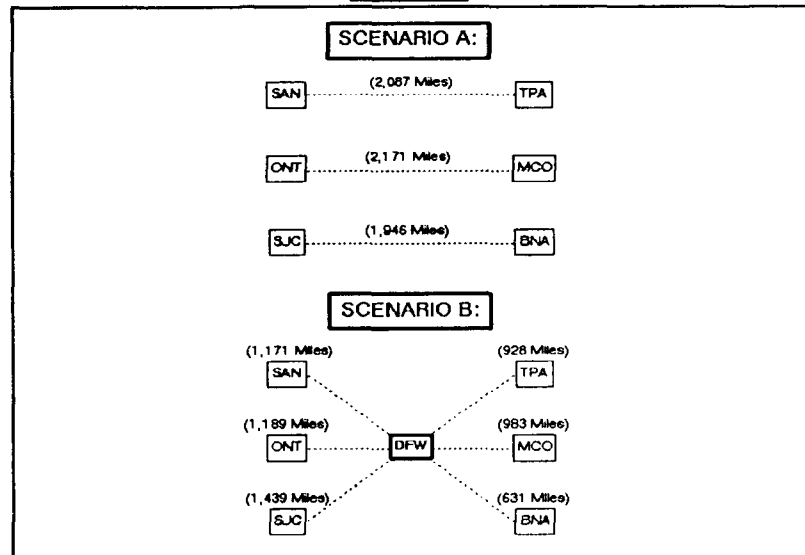 SCENARIO A:
(2,087 Miles)
SAN TPA
(2,171 Miles)
ONT MCO
(1,946 Miles)
SJC BNA
SCENARIO B:
(1,171 Miles) (928 Miles)
SAN TPA
(1,189 Miles) (983 Miles)
ONT DFW MCO
(1,439 Miles) (631 Miles)
SJC BNA